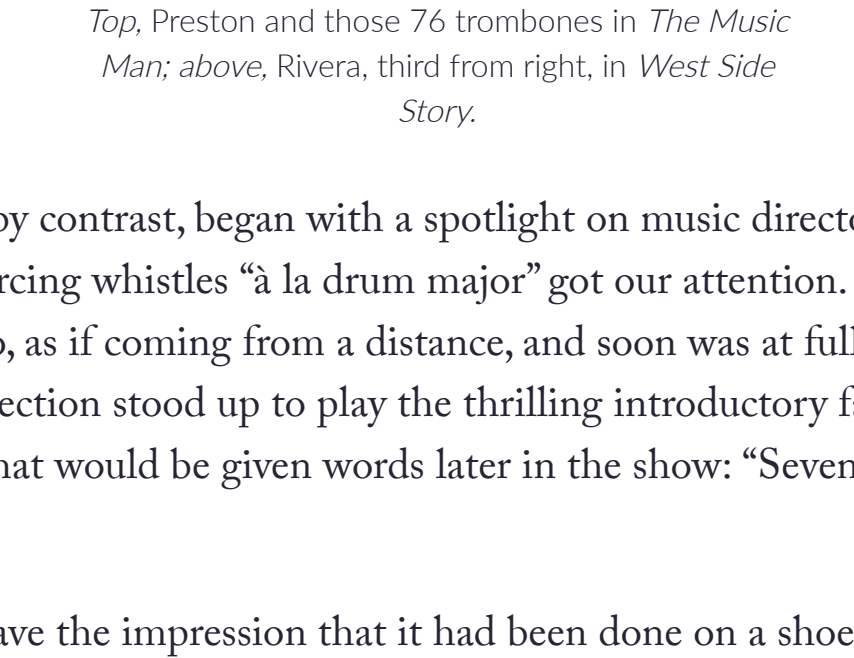 Top, Preston and those 76 trombones in The Music
Man; above, Rivera, third from right, in West Side
Story.
by contrast, began with a spotlight on music directo
rcing whistles “à la drum major” got our attention.
o, as if coming from a distance, and soon was at full
ection stood up to play the thrilling introductory f
hat would be given words later in the show: “Seven
ave the impression that it had been done on a shoe